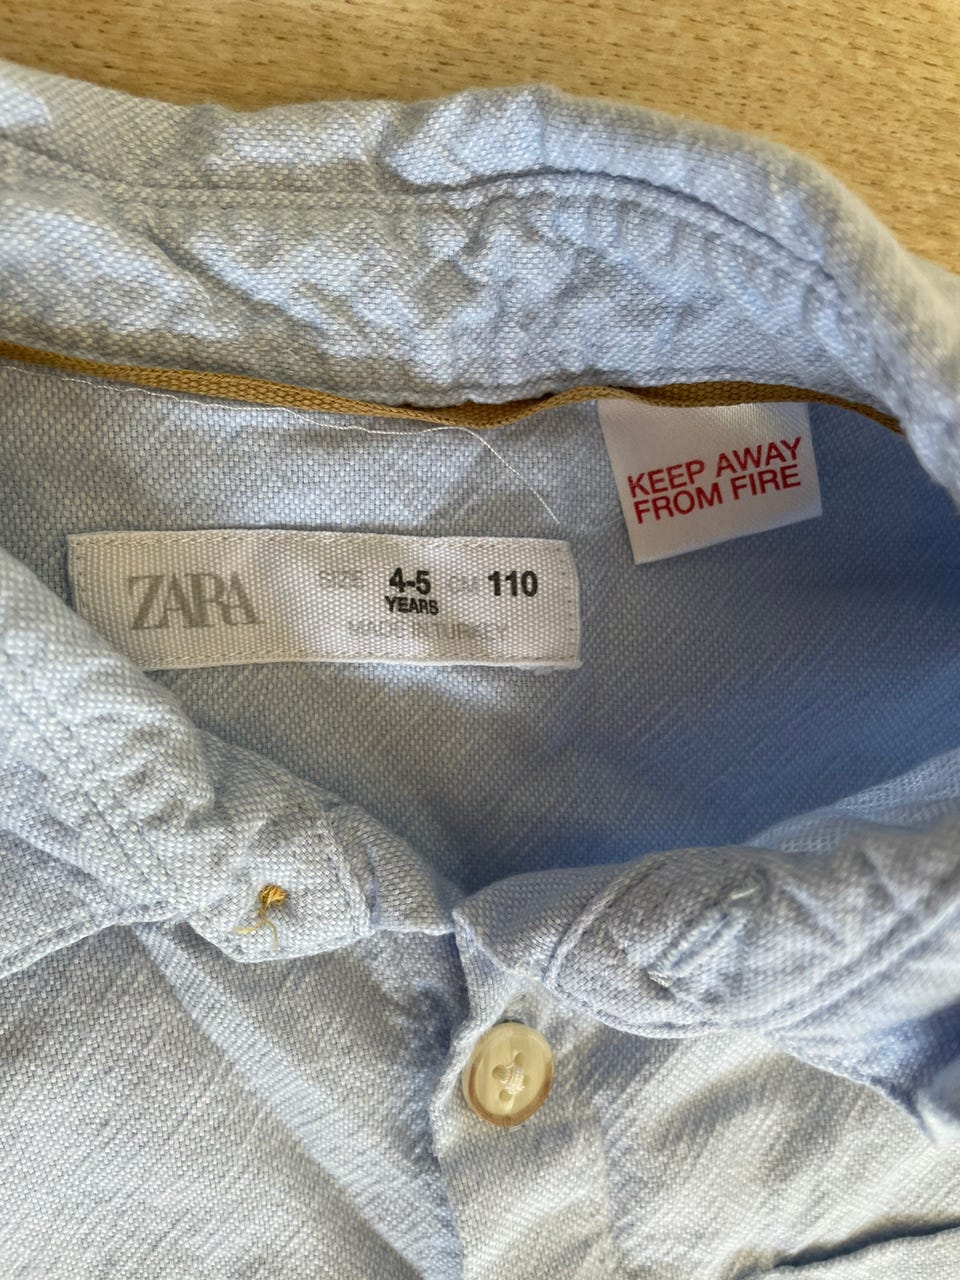 KEEP AWAY
FROM FIRE
ZARA SIZE 4-5 CM 110
YEARS
MADE IN TURKEY